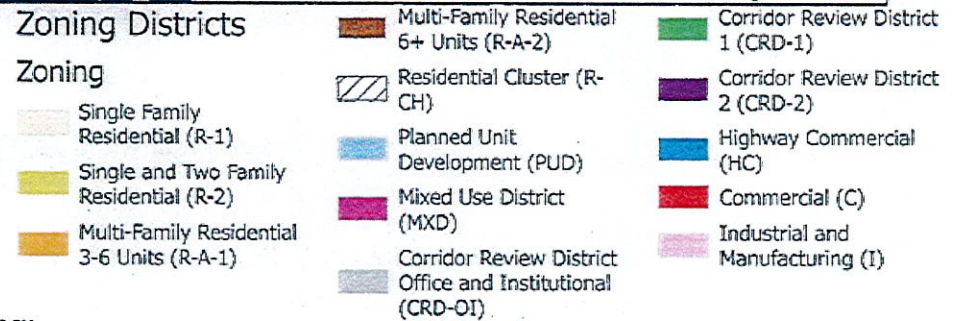 Zoning Districts
Zoning
Single Family
Residential (R-1)
Single and Two Family
Residential (R-2)
Multi-Family Residential
3-6 Units (R-A-1)
Multi-Family Residential
6+ Units (R-A-2)
Residential Cluster (R-
CH)
Planned Unit
Development (PUD)
Mixed Use District
(MXD)
Corridor Review District
Office and Institutional
(CRD-OI)
Corridor Review District
1 (CRD-1)
Corridor Review District
2 (CRD-2)
Highway Commercial
(HC)
Commercial (C)
Industrial and
Manufacturing (I)